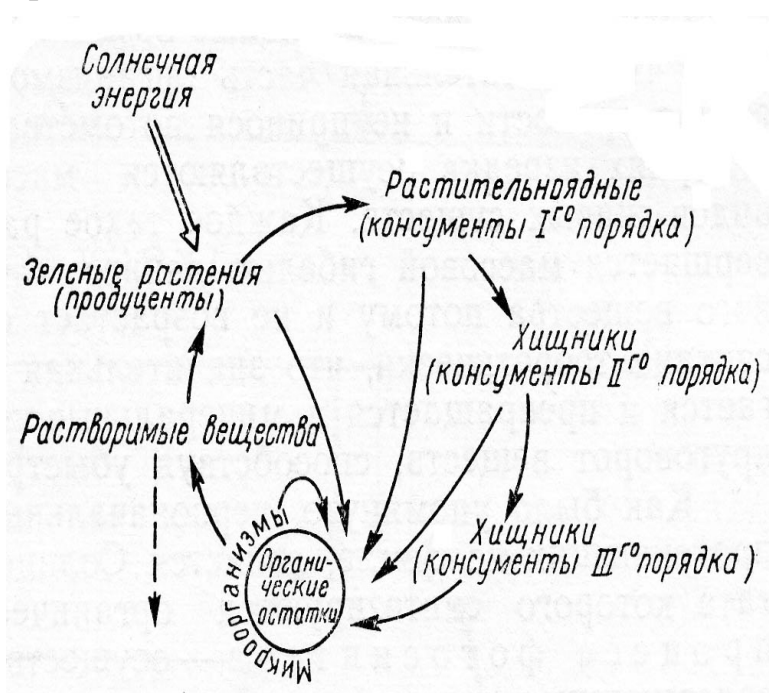 Солнечная
энергия
Растительноядные
(консументы Iго порядка)
Зеленые растения
(продуценты)
Хищники
(консументы IIго порядка)
Растворимые вещества
Хищники
(консументы IIIго порядка)
Микроорганизмы
Органи-
ческие
остатки